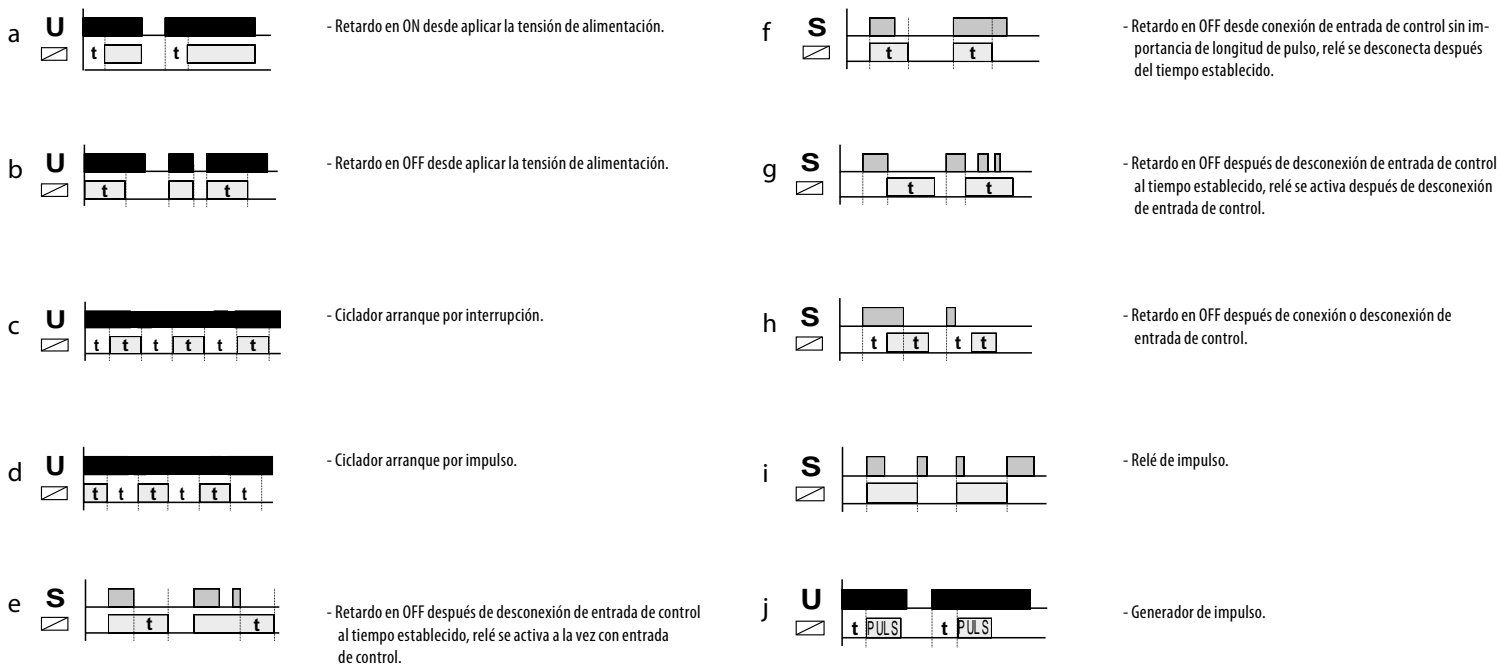 a U
t t
- Retardo en ON desde aplicar la tensión de alimentación.
b U
t t
- Retardo en OFF desde aplicar la tensión de alimentación.
c U
t t t t t t
- Ciclador arranque por interrupción.
d U
t t t t t t
- Ciclador arranque por impulso.
e S
t t
- Retardo en OFF después de desconexión de entrada de control
al tiempo establecido, relé se activa a la vez con entrada
de control.
f S
t t
- Retardo en OFF desde conexión de entrada de control sin im-
portancia de longitud de pulso, relé se desconecta después
del tiempo establecido.
g S
t t
- Retardo en OFF después de desconexión de entrada de control
al tiempo establecido, relé se activa después de desconexión
de entrada de control.
h S
t t t t
- Retardo en OFF después de conexión o desconexión de
entrada de control.
i S
- Relé de impulso.
j U
t PULS t PULS
- Generador de impulso.